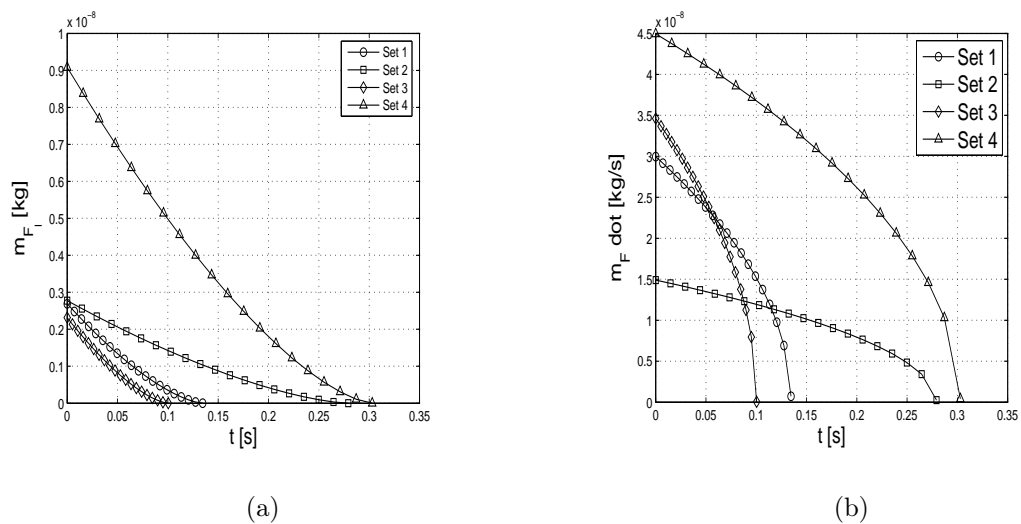 x 10⁻⁸
1
0.9
0.8
0.7
0.6
0.5
0.4
0.3
0.2
0.1
0
0 0.05 0.1 0.15 0.2 0.25 0.3 0.35
m_F_l [kg]
t [s]
Set 1
Set 2
Set 3
Set 4
(a)
x 10⁻⁸
4.5
4
3.5
3
2.5
2
1.5
1
0.5
0
0 0.05 0.1 0.15 0.2 0.25 0.3 0.35
m_F dot [kg/s]
t [s]
Set 1
Set 2
Set 3
Set 4
(b)